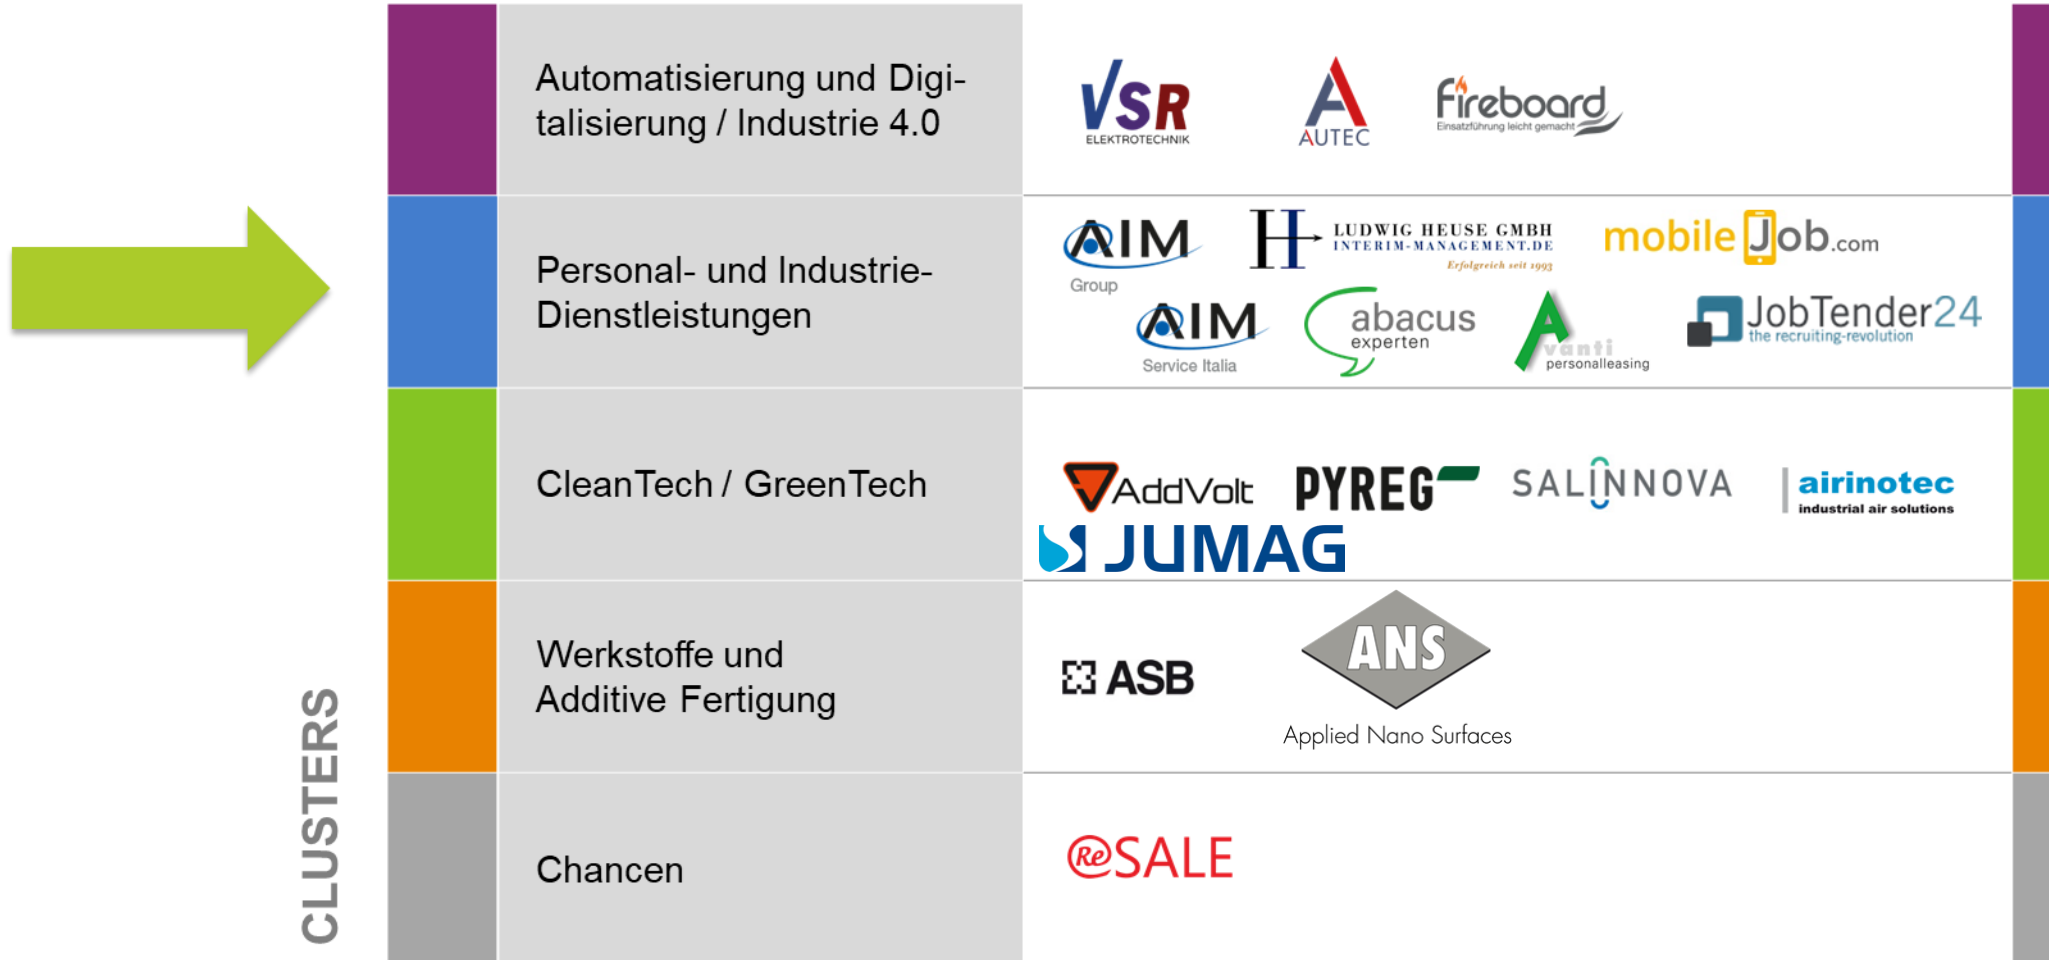 Automatisierung und Digi-
talisierung / Industrie 4.0
VSR
ELEKTROTECHNIK
AUTEC
Fireboard
Einsatzführung leicht gemacht
Personal- und Industrie-
Dienstleistungen
AIM
Group
LUDWIG HEUSE GMBH
INTERIM-MANAGEMENT.DE
Erfolgreich seit 1993
mobileJob.com
AIM
Service Italia
abacus
experten
Avanti
personalleasing
JobTender24
the recruiting-revolution
CleanTech / GreenTech
AddVolt
PYREG
SALINNOVA
airinotec
industrial air solutions
JUMAG
Werkstoffe und
Additive Fertigung
ASB
ANS
Applied Nano Surfaces
Chancen
@ReSALE
CLUSTERS